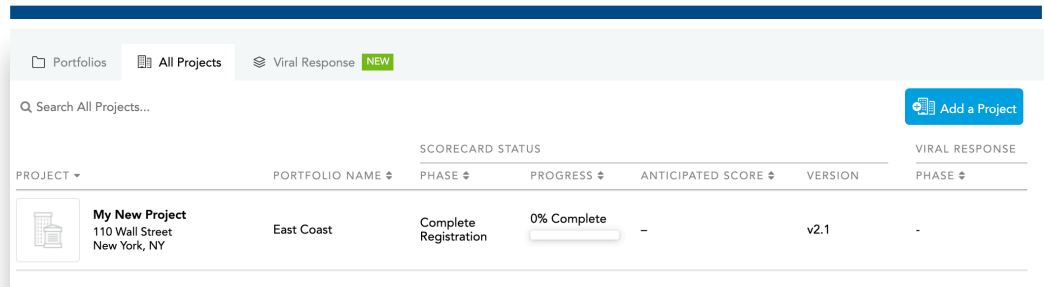 Portfolios
All Projects
Viral Response NEW
Search All Projects...
Add a Project
SCORECARD STATUS
VIRAL RESPONSE
PROJECT
PORTFOLIO NAME
PHASE
PROGRESS
ANTICIPATED SCORE
VERSION
PHASE
My New Project
110 Wall Street
New York, NY
East Coast
Complete
Registration
0% Complete
–
v2.1
-